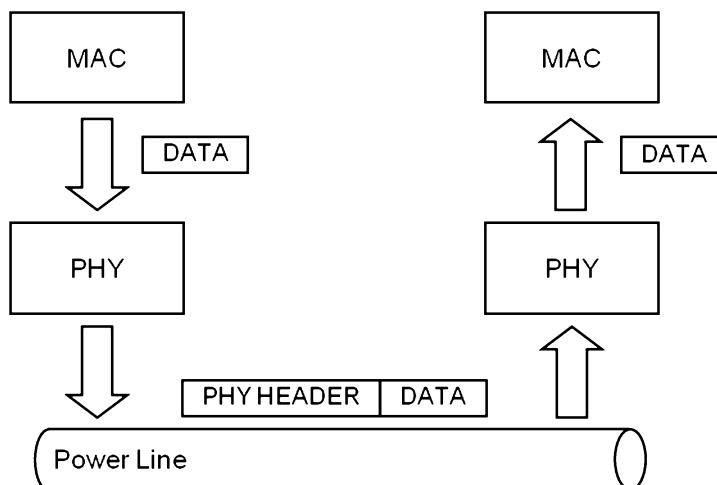 MAC
MAC
DATA
DATA
PHY
PHY
PHY HEADER DATA
Power Line